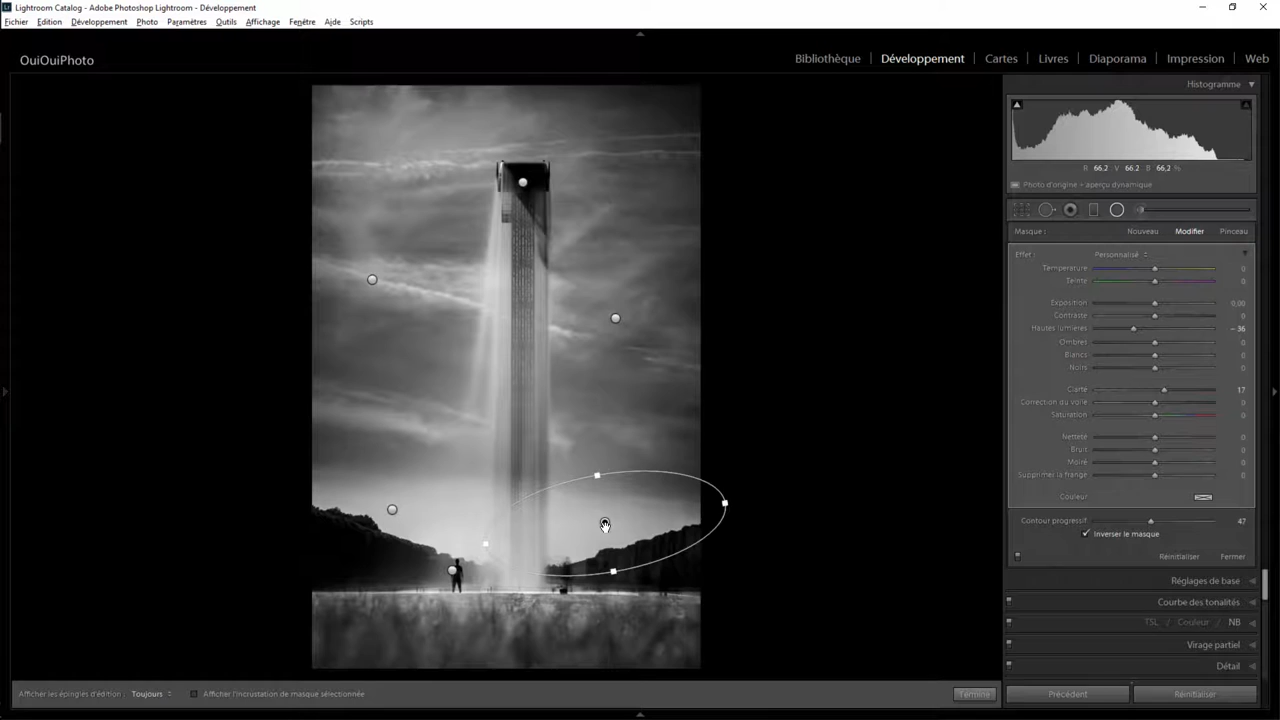 Lightroom Catalog - Adobe Photoshop Lightroom - Développement
Fichier Edition Développement Photo Paramètres Outils Affichage Fenêtre Aide Scripts
OuiOuiPhoto
Bibliothèque | Développement | Cartes | Livres | Diaporama | Impression | Web
Histogramme
R 66,2 V 66,2 B 66,2 %
Photo d'origine + aperçu dynamique
Masque : Nouveau Modifier Pinceau
Effet : Personnalisé
Température 0
Teinte 0
Exposition 0,00
Contraste 0
Hautes lumières - 36
Ombres 0
Blancs 0
Noirs 0
Clarté 17
Correction du voile 0
Saturation 0
Netteté 0
Bruit 0
Moiré 0
Supprimer la frange 0
Couleur
Contour progressif 47
Inverser le masque
Réinitialiser Fermer
Réglages de base
Courbe des tonalités
TSL / Couleur / NB
Virage partiel
Détail
Afficher les épingles d'édition : Toujours Afficher l'incrustation de masque sélectionnée Terminé
Précédent Réinitialiser